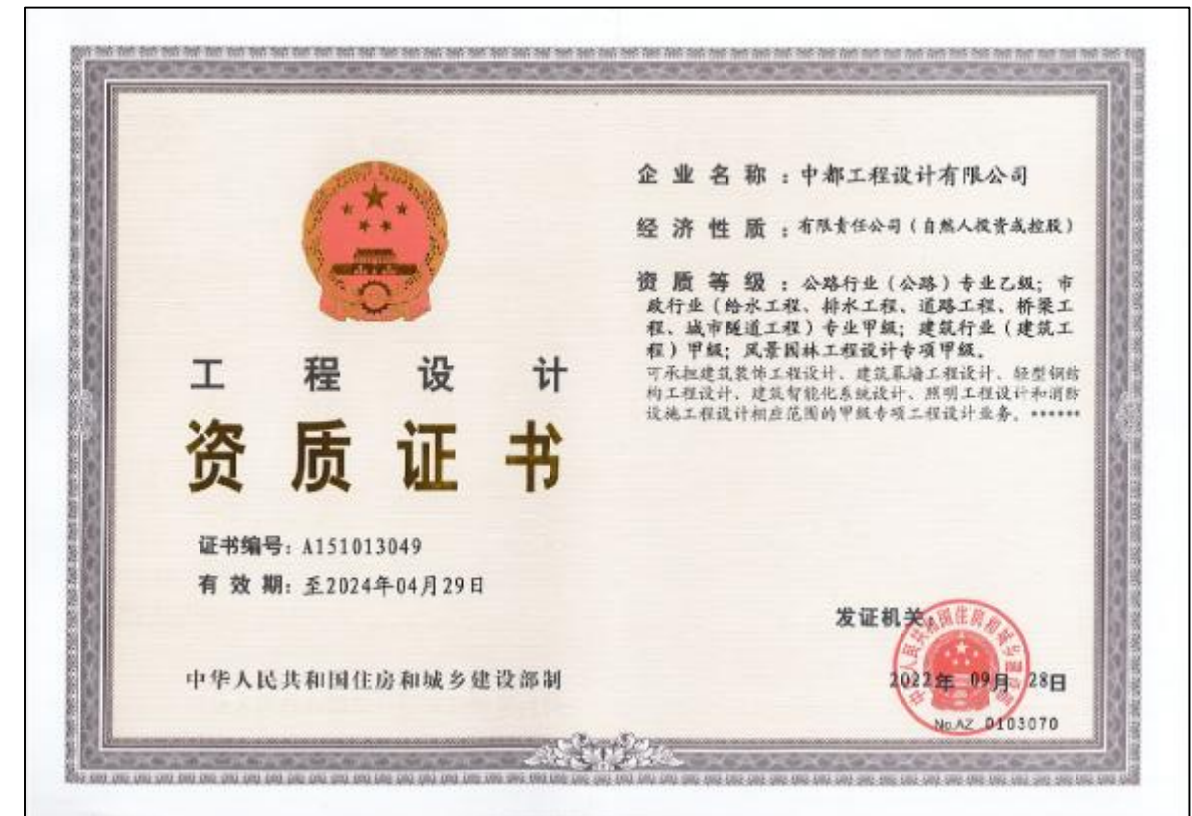 工程设计
资质证书
证书编号：A151013049
有效期：至2024年04月29日
中华人民共和国住房和城乡建设部制
企业名称：中都工程设计有限公司
经济性质：有限责任公司（自然人投资或控股）
资质等级：公路行业（公路）专业乙级；市
政行业（给水工程、排水工程、道路工程、桥梁工
程、城市隧道工程）专业甲级；建筑行业（建筑工
程）甲级；风景园林工程设计专项甲级。
可承担建筑装饰工程设计、建筑幕墙工程设计、轻型钢结
构工程设计、建筑智能化系统设计、照明工程设计和消防
设施工程设计相应范围的甲级专项工程设计业务。******
发证机关：
2022年 09月 28日
No.AZ 0103070